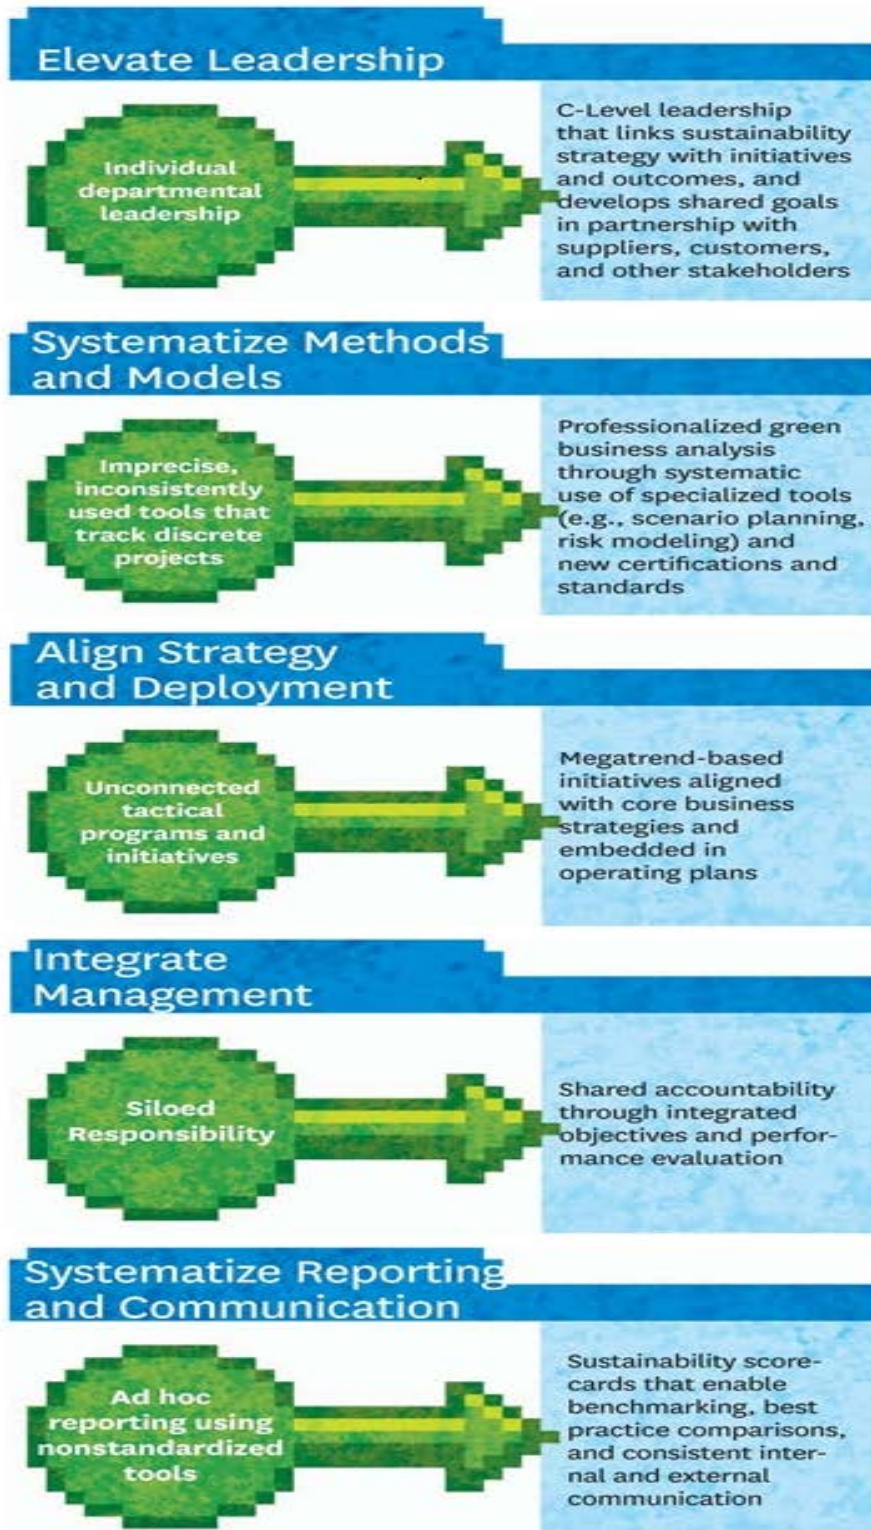 Elevate Leadership
Individual
departmental
leadership
C-Level leadership
that links sustainability
strategy with initiatives
and outcomes, and
develops shared goals
in partnership with
suppliers, customers,
and other stakeholders
Systematize Methods
and Models
Imprecise,
inconsistently
used tools that
track discrete
projects
Professionalized green
business analysis
through systematic
use of specialized tools
(e.g., scenario planning,
risk modeling) and
new certifications and
standards
Align Strategy
and Deployment
Unconnected
tactical
programs and
initiatives
Megatrend-based
initiatives aligned
with core business
strategies and
embedded in
operating plans
Integrate
Management
Siloed
Responsibility
Shared accountability
through integrated
objectives and perfor-
mance evaluation
Systematize Reporting
and Communication
Ad hoc
reporting using
nonstandardized
tools
Sustainability score-
cards that enable
benchmarking, best
practice comparisons,
and consistent inter-
nal and external
communication